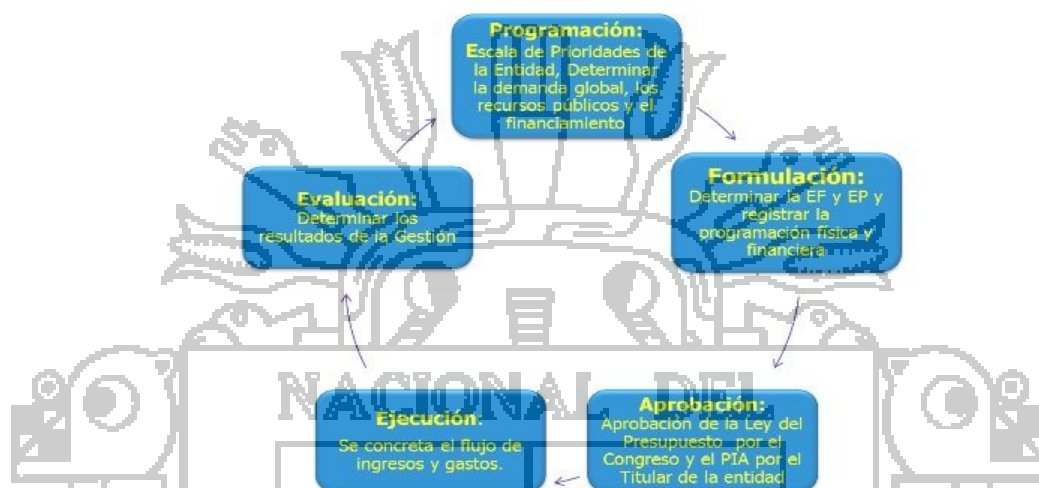 Programación:
Escala de Prioridades de
la Entidad, Determinar
la demanda global, los
recursos públicos y el
financiamiento
Formulación:
Determinar la EF y EP y
registrar la
programación física y
financiera
Aprobación:
Aprobación de la Ley del
Presupuesto por el
Congreso y el PIA por el
Titular de la entidad
Ejecución:
Se concreta el flujo de
ingresos y gastos.
Evaluación:
Determinar los
resultados de la Gestión
NACIONAL DEL